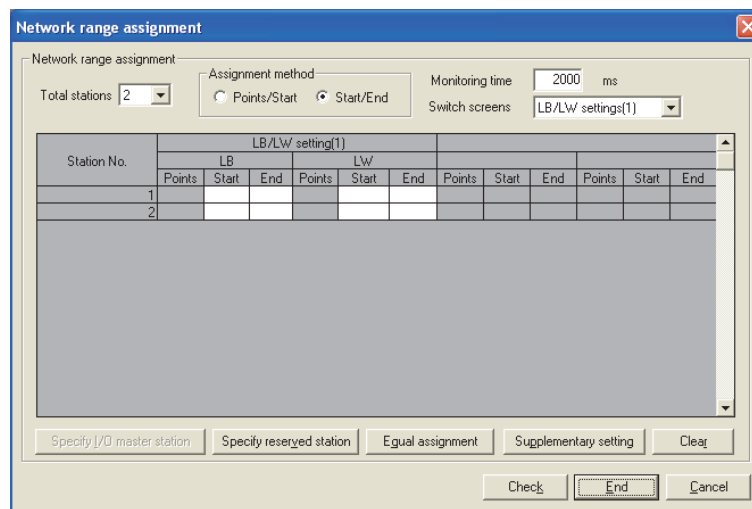 Network range assignment
Network range assignment
Total stations 2
Assignment method
Points/Start Start/End
Monitoring time 2000 ms
Switch screens LB/LW settings(1)
Station No. LB/LW setting(1)
LB LW
Points Start End Points Start End Points Start End Points Start End
1
2
Specify I/O master station Specify reserved station Equal assignment Supplementary setting Clear
Check End Cancel